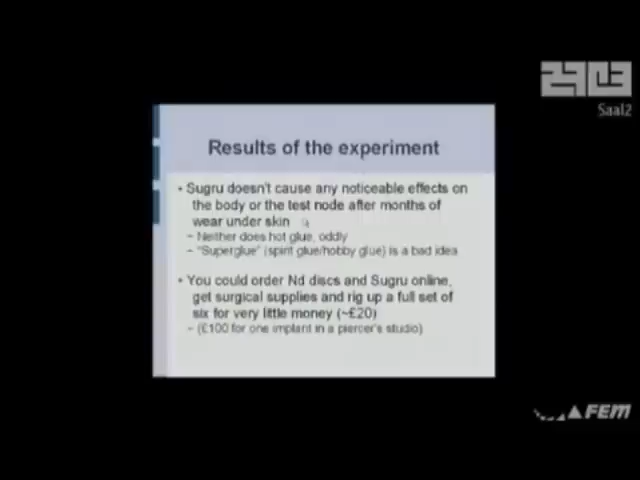 Saal2
Results of the experiment
• Sugru doesn't cause any noticeable effects on
the body or the test node after months of
wear under skin
– Neither does hot glue, oddly
– "Superglue" (spirit glue/hobby glue) is a bad idea
• You could order Nd discs and Sugru online,
get surgical supplies and rig up a full set of
six for very little money (~£20)
– (£100 for one implant in a piercer's studio)
FEM